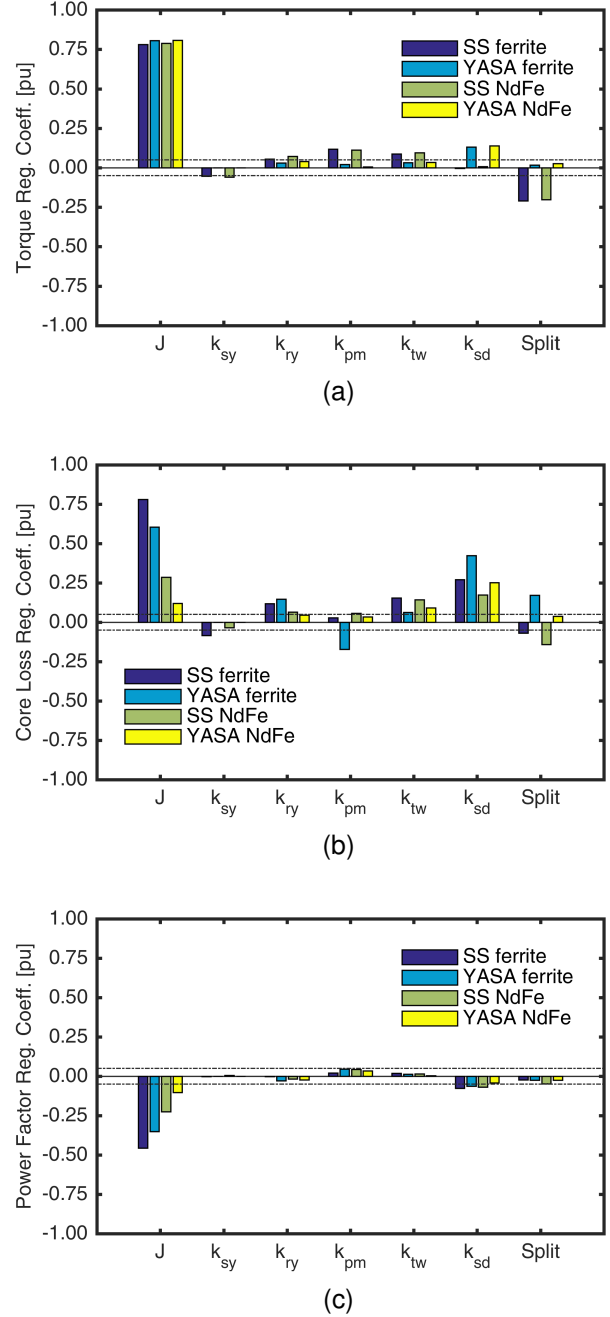 Torque Reg. Coeff. [pu]
1.00
0.75
0.50
0.25
0.00
-0.25
-0.50
-0.75
-1.00
SS ferrite
YASA ferrite
SS NdFe
YASA NdFe
J k_sy k_ry k_pm k_tw k_sd Split
(a)
Core Loss Reg. Coeff. [pu]
1.00
0.75
0.50
0.25
0.00
-0.25
-0.50
-0.75
-1.00
SS ferrite
YASA ferrite
SS NdFe
YASA NdFe
J k_sy k_ry k_pm k_tw k_sd Split
(b)
Power Factor Reg. Coeff. [pu]
1.00
0.75
0.50
0.25
0.00
-0.25
-0.50
-0.75
-1.00
SS ferrite
YASA ferrite
SS NdFe
YASA NdFe
J k_sy k_ry k_pm k_tw k_sd Split
(c)